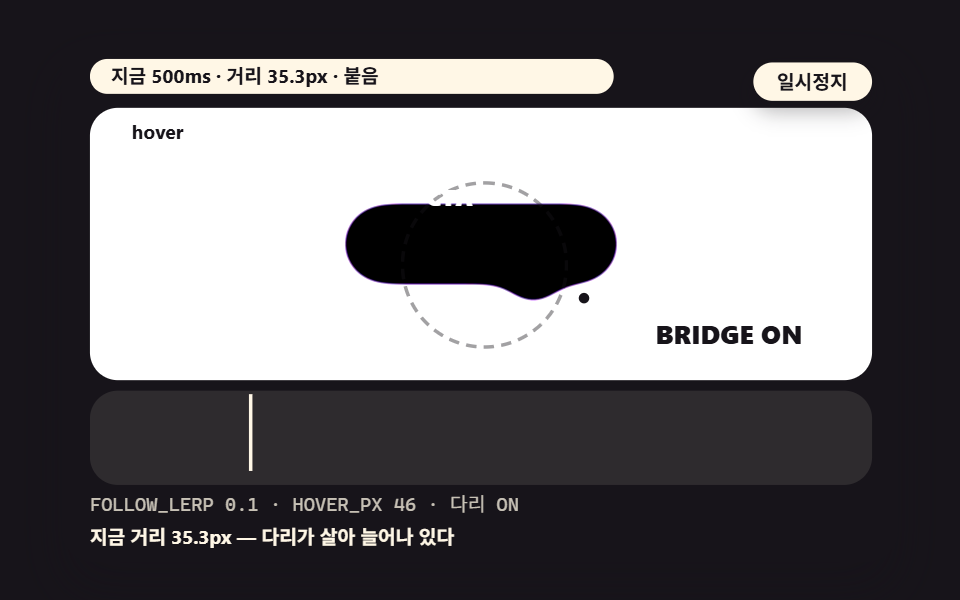 지금 500ms · 거리 35.3px · 붙음
일시정지
hover
BRIDGE ON
FOLLOW_LERP 0.1 · HOVER_PX 46 · 다리 ON
지금 거리 35.3px — 다리가 살아 늘어나 있다